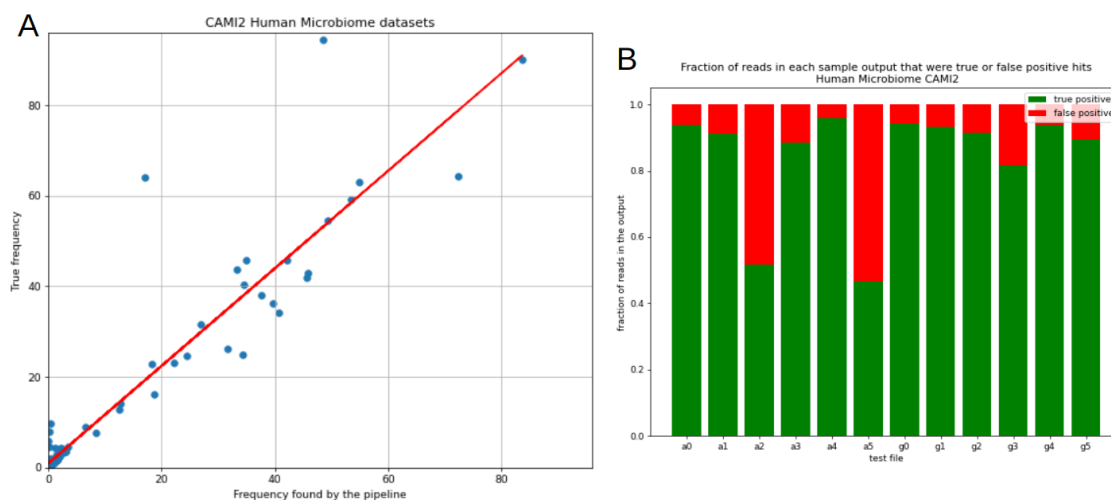 A
CAMI2 Human Microbiome datasets
True frequency
80
60
40
20
0
0
20
40
60
80
Frequency found by the pipeline
B
Fraction of reads in each sample output that were true or false positive hits
Human Microbiome CAMI2
true positive
false positive
fraction of reads in the output
1.0
0.8
0.6
0.4
0.2
0.0
a0
a1
a2
a3
a4
a5
g0
g1
g2
g3
g4
g5
test file